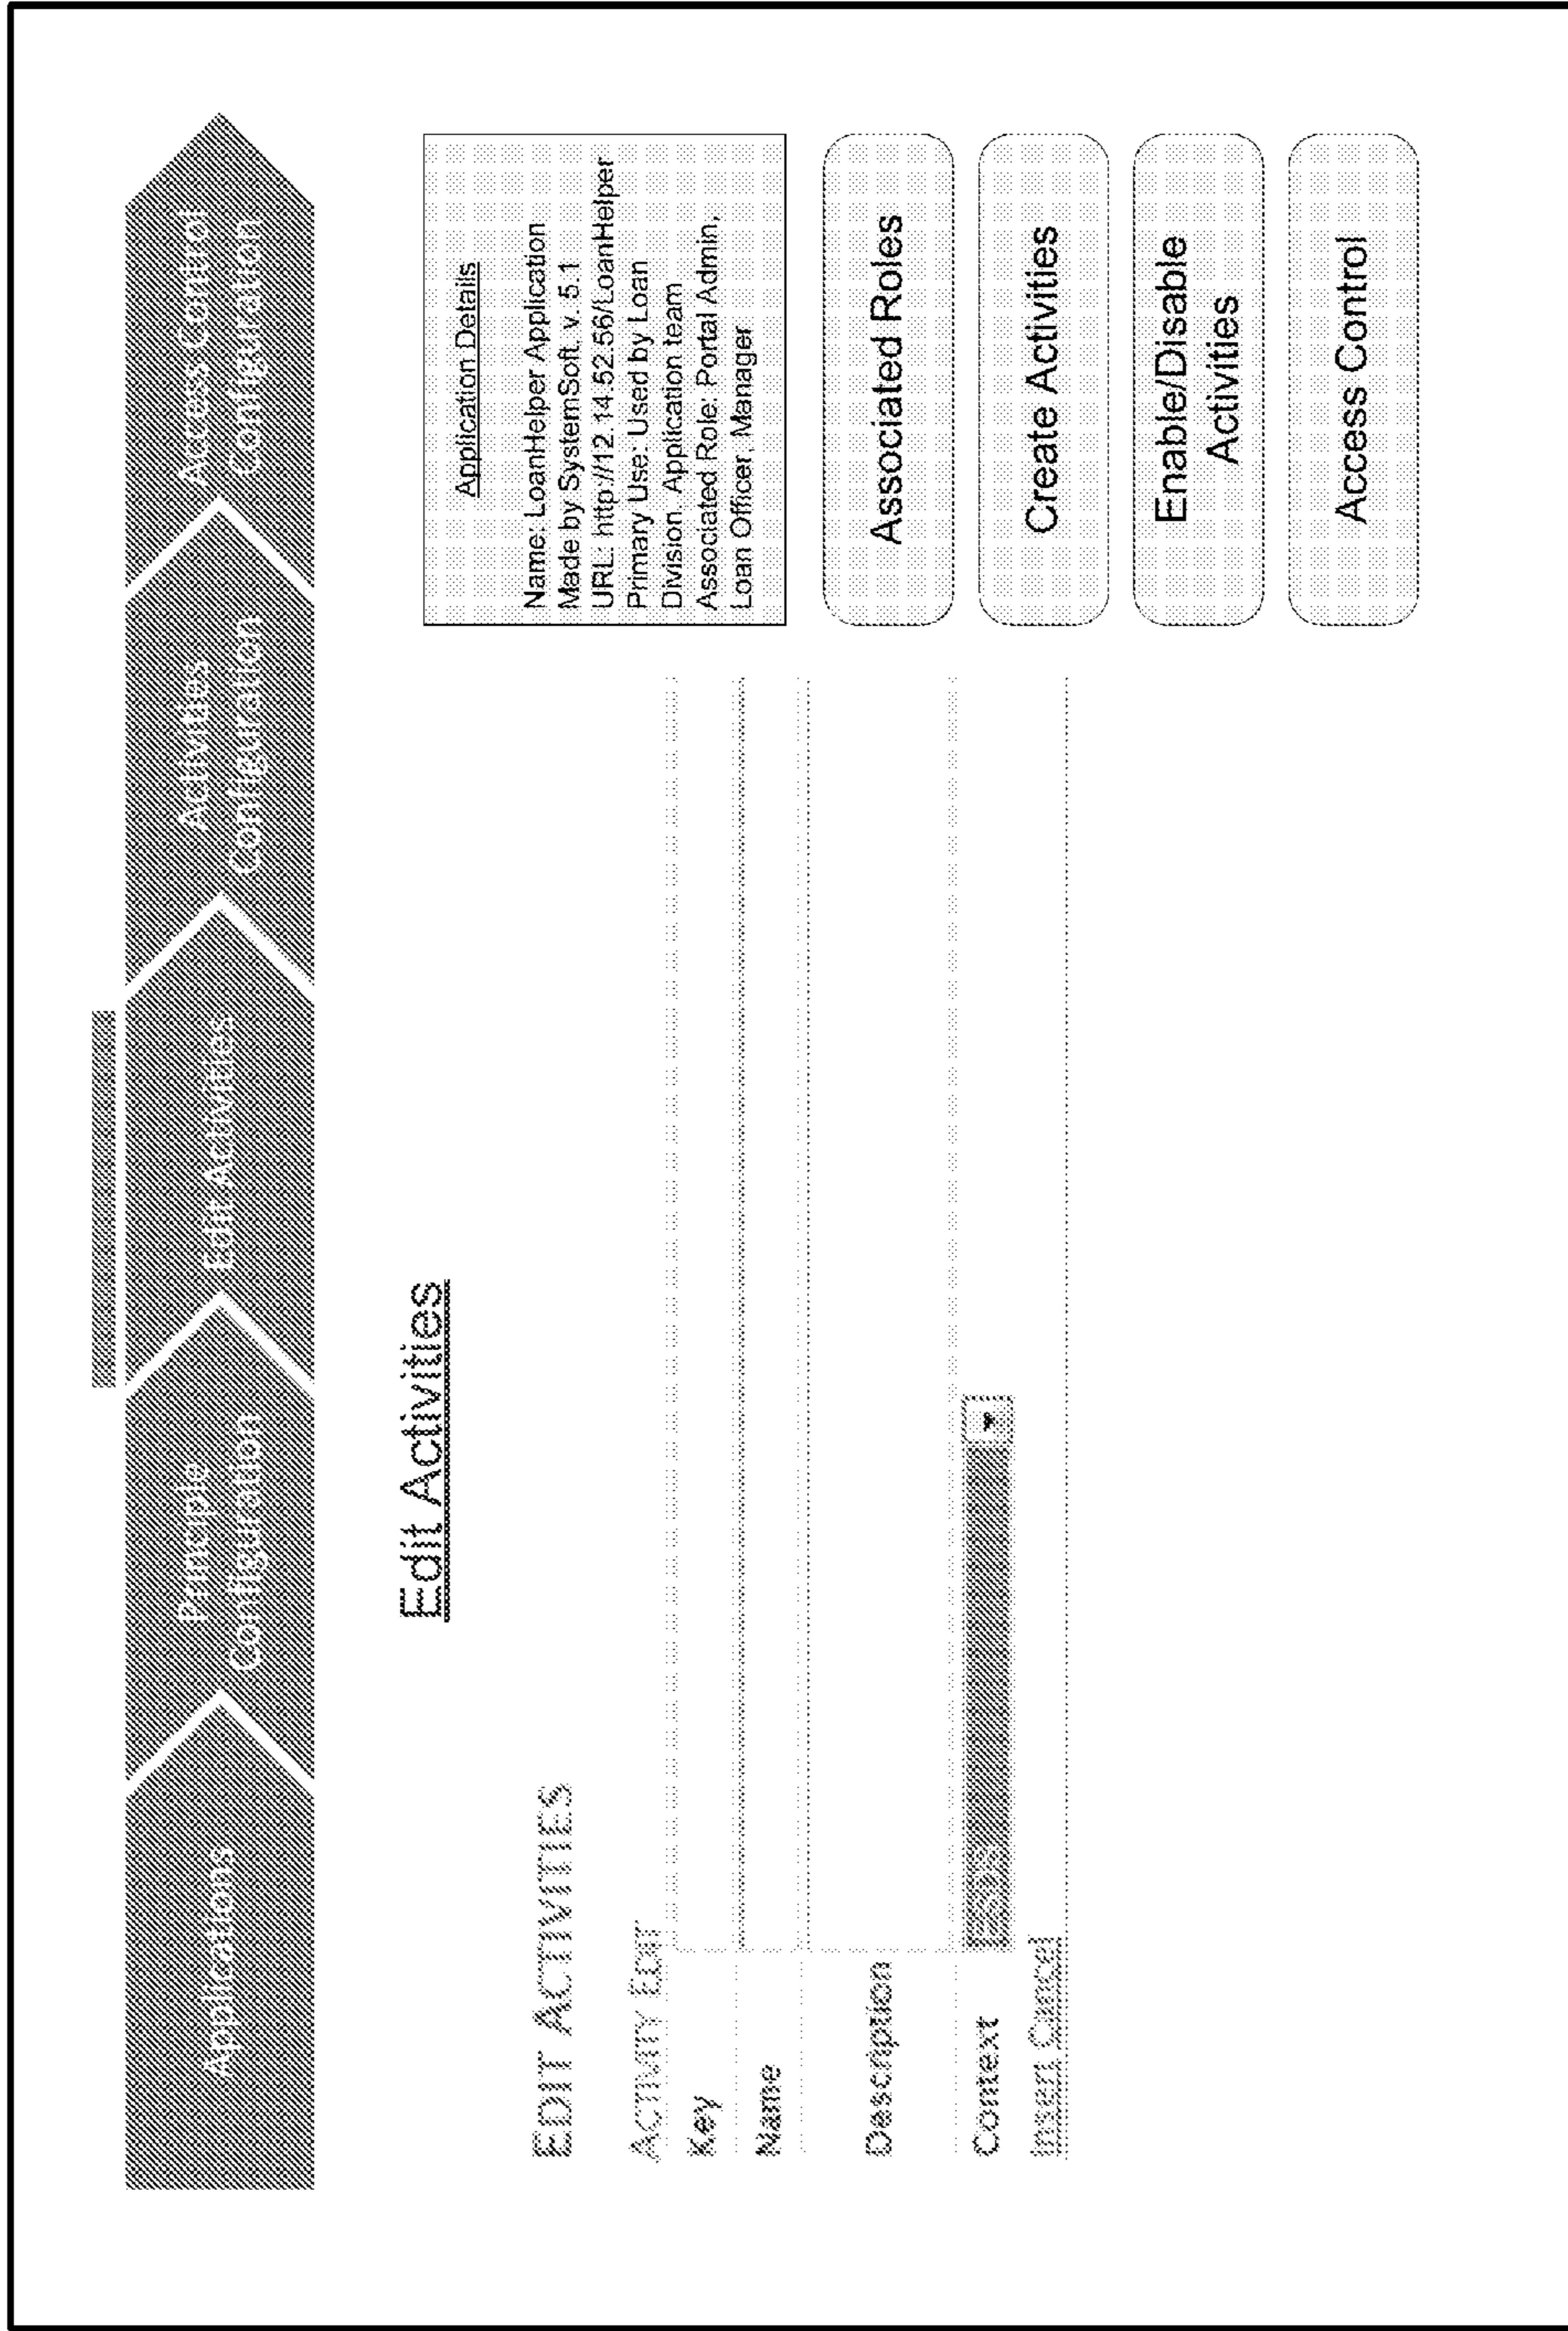 Applications
Principle
Configuration
Edit Activities
Activities
Configuration
Access Control
Configuration
Edit Activities
EDIT ACTIVITIES
ACTIVITY EDIT
Key
Name
Description
Context
Insert Cancel
Application Details
Name: LoanHelper Application
Made by SystemSoft, v. 5.1
URL: http://12.14.52.56/LoanHelper
Primary Use: Used by Loan
Division Application team
Associated Role: Portal Admin,
Loan Officer, Manager
Associated Roles
Create Activities
Enable/Disable
Activities
Access Control